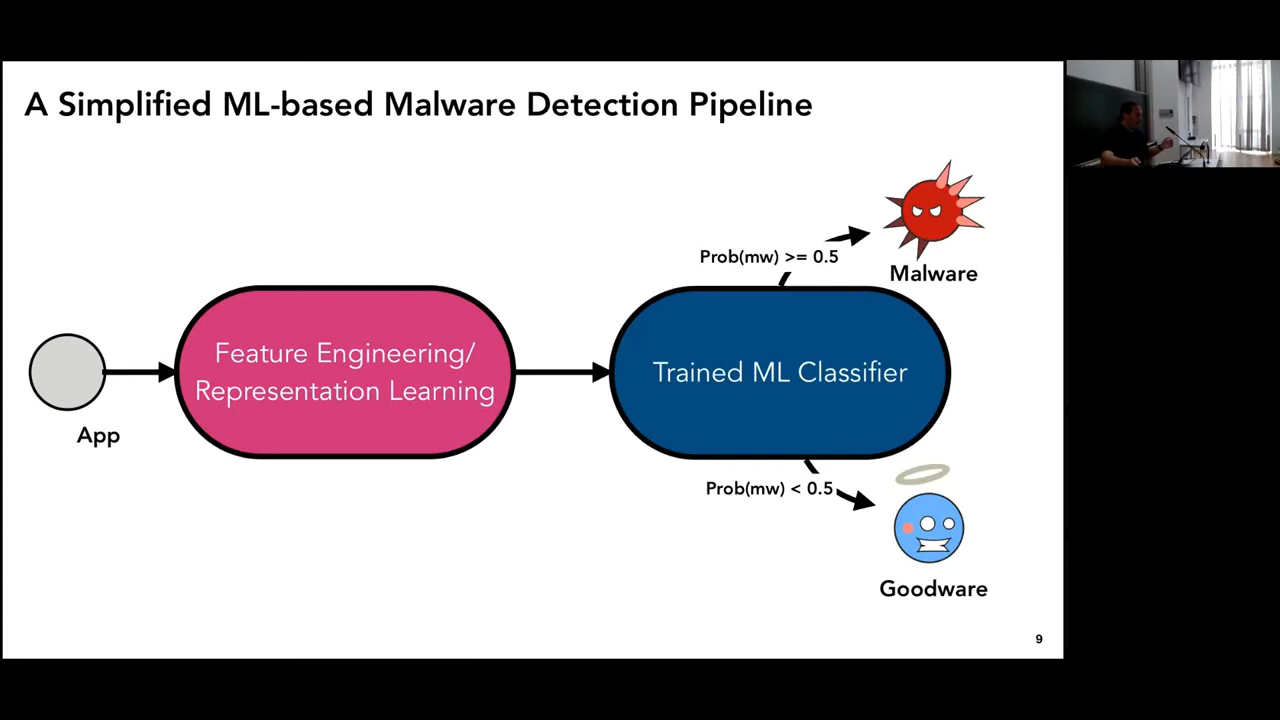 A Simplified ML-based Malware Detection Pipeline
Prob(mw) >= 0.5
Malware
Feature Engineering/
Representation Learning
Trained ML Classifier
App
Prob(mw) < 0.5
Goodware
9